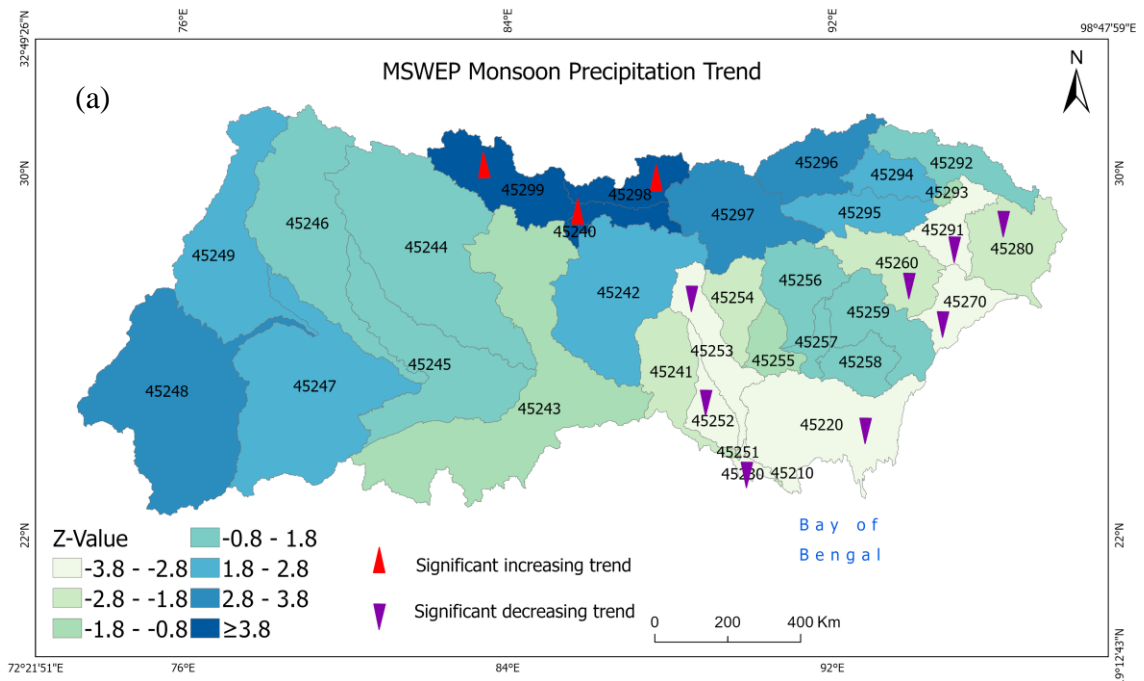 76°E
84°E
92°E
32°49'26"N
98°47'59"E
MSWEP Monsoon Precipitation Trend
N
(a)
30°N
30°N
45296
45292
45294
45299
45298
45293
45246
45297
45295
45240
45291
45244
45280
45249
45260
45256
45242
45254
45270
45259
45253
45257
45245
45255
45258
45241
45247
45248
45243
45252
45220
45251
45230
45210
22°N
22°N
Bay of
Bengal
Z-Value
-0.8 - 1.8
-3.8 - -2.8
1.8 - 2.8
-2.8 - -1.8
2.8 - 3.8
-1.8 - -0.8
≥3.8
Significant increasing trend
Significant decreasing trend
0 200 400 Km
72°21'51"E
76°E
84°E
92°E
9°12'43"N